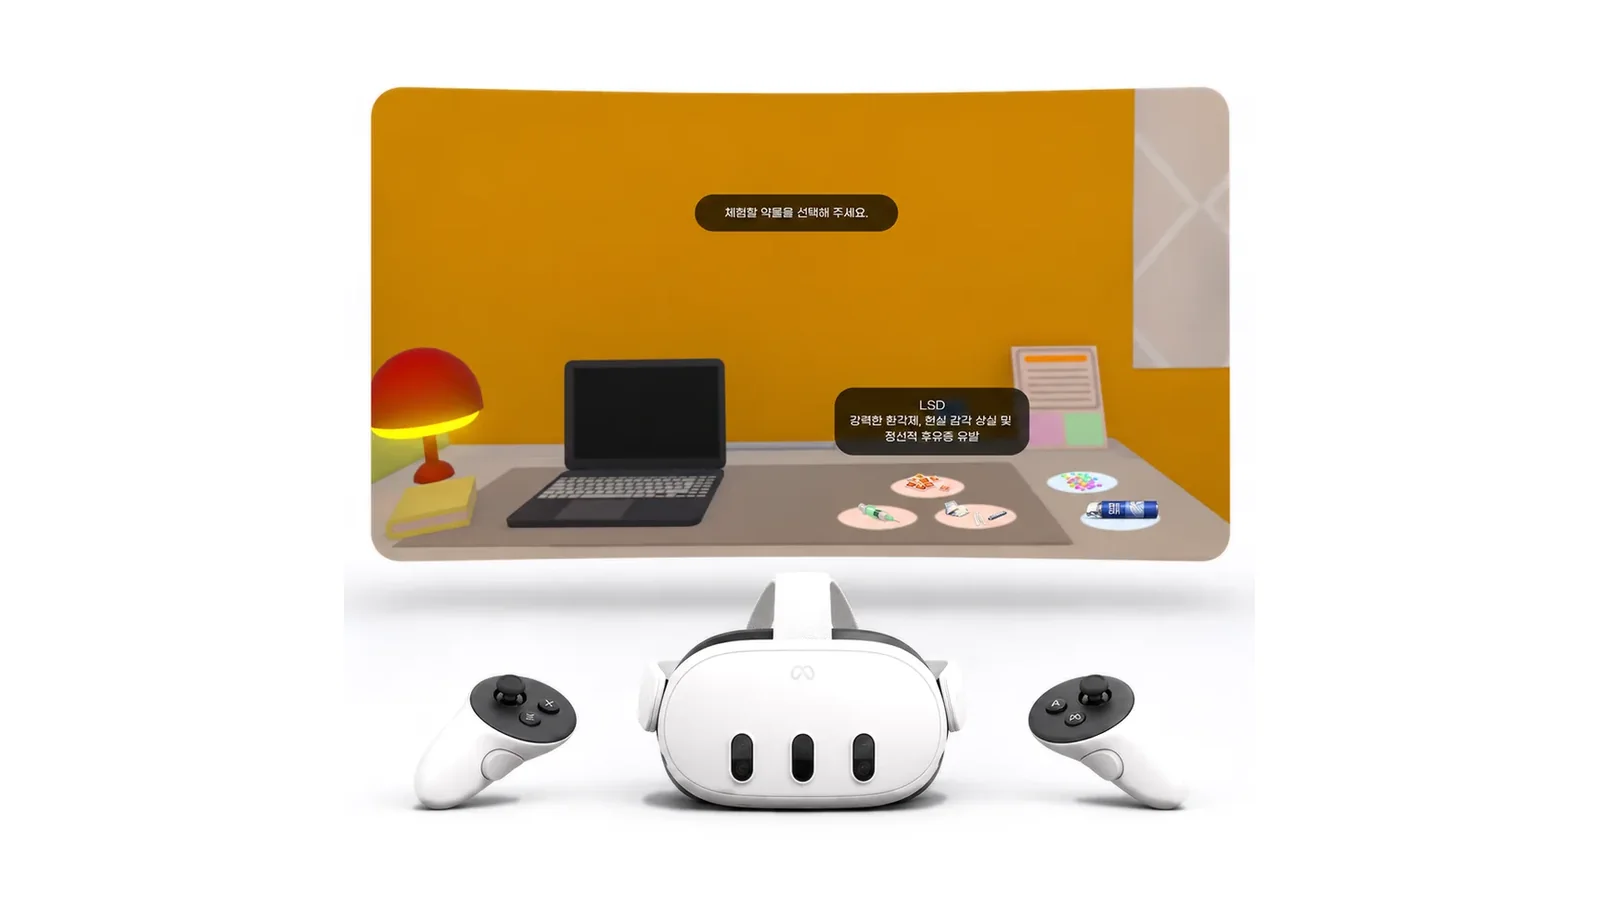 체험할 약물을 선택해 주세요.
LSD
강력한 환각제, 현실 감각 상실 및
정신적 후유증 유발
X
A